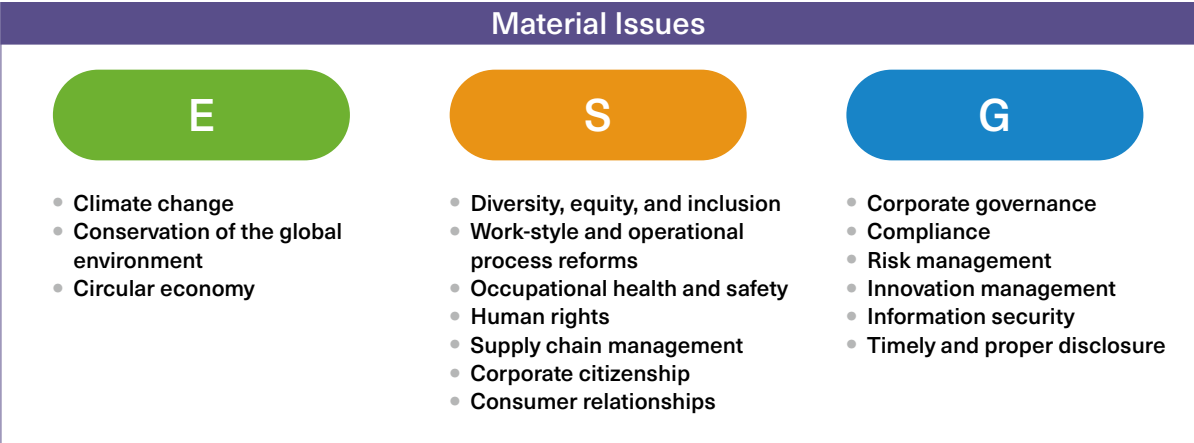 Material Issues
E
• Climate change
• Conservation of the global
environment
• Circular economy
S
• Diversity, equity, and inclusion
• Work-style and operational
process reforms
• Occupational health and safety
• Human rights
• Supply chain management
• Corporate citizenship
• Consumer relationships
G
• Corporate governance
• Compliance
• Risk management
• Innovation management
• Information security
• Timely and proper disclosure